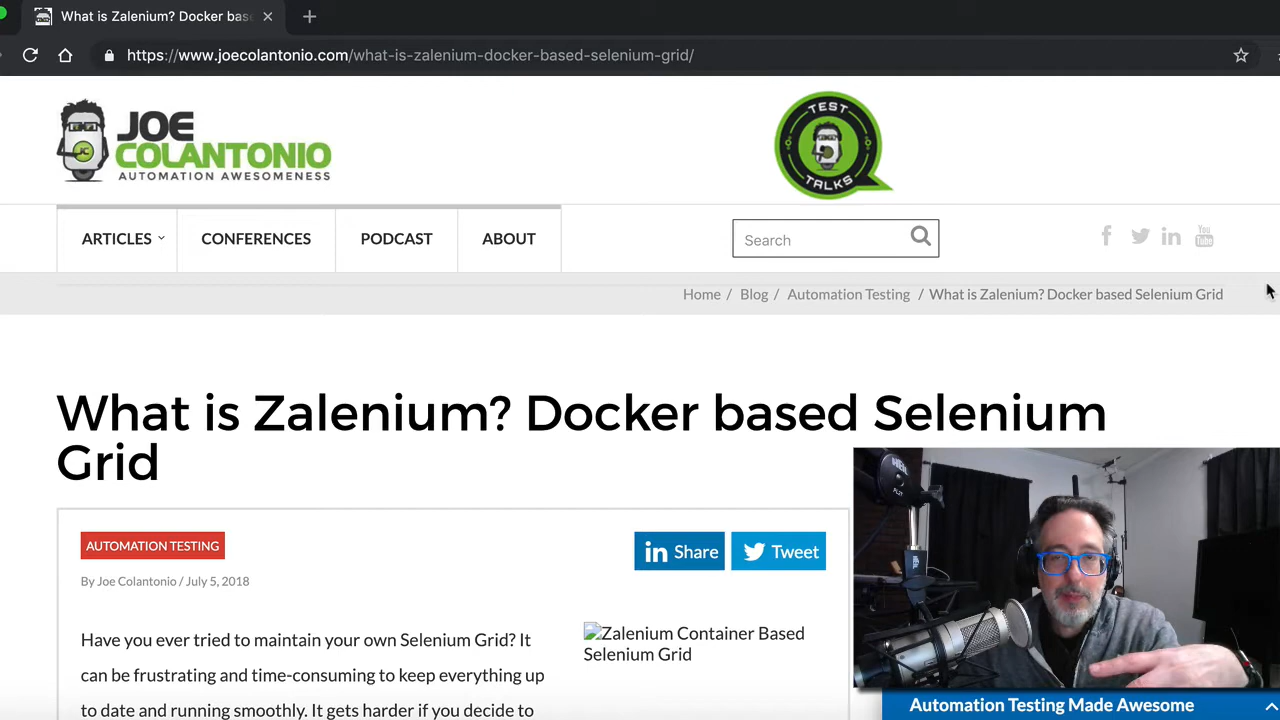 What is Zalenium? Docker bas
https://www.joecolantonio.com/what-is-zalenium-docker-based-selenium-grid/
JOE
COLANTONIO
AUTOMATION AWESOMENESS
TEST
TALKS
ARTICLES
CONFERENCES
PODCAST
ABOUT
Search
You
Tube
Home / Blog / Automation Testing / What is Zalenium? Docker based Selenium Grid
What is Zalenium? Docker based Selenium
Grid
AUTOMATION TESTING
in Share
Tweet
By Joe Colantonio / July 5, 2018
Have you ever tried to maintain your own Selenium Grid? It
can be frustrating and time-consuming to keep everything up
to date and running smoothly. It gets harder if you decide to
Zalenium Container Based
Selenium Grid
Automation Testing Made Awesome